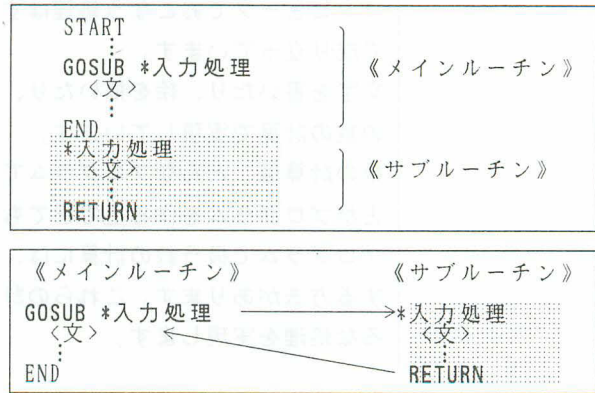 START
GOSUB *入力処理
〈文〉
《メインルーチン》
END
*入力処理
〈文〉
《サブルーチン》
RETURN
《メインルーチン》 《サブルーチン》
GOSUB *入力処理 *入力処理
〈文〉 〈文〉
END RETURN